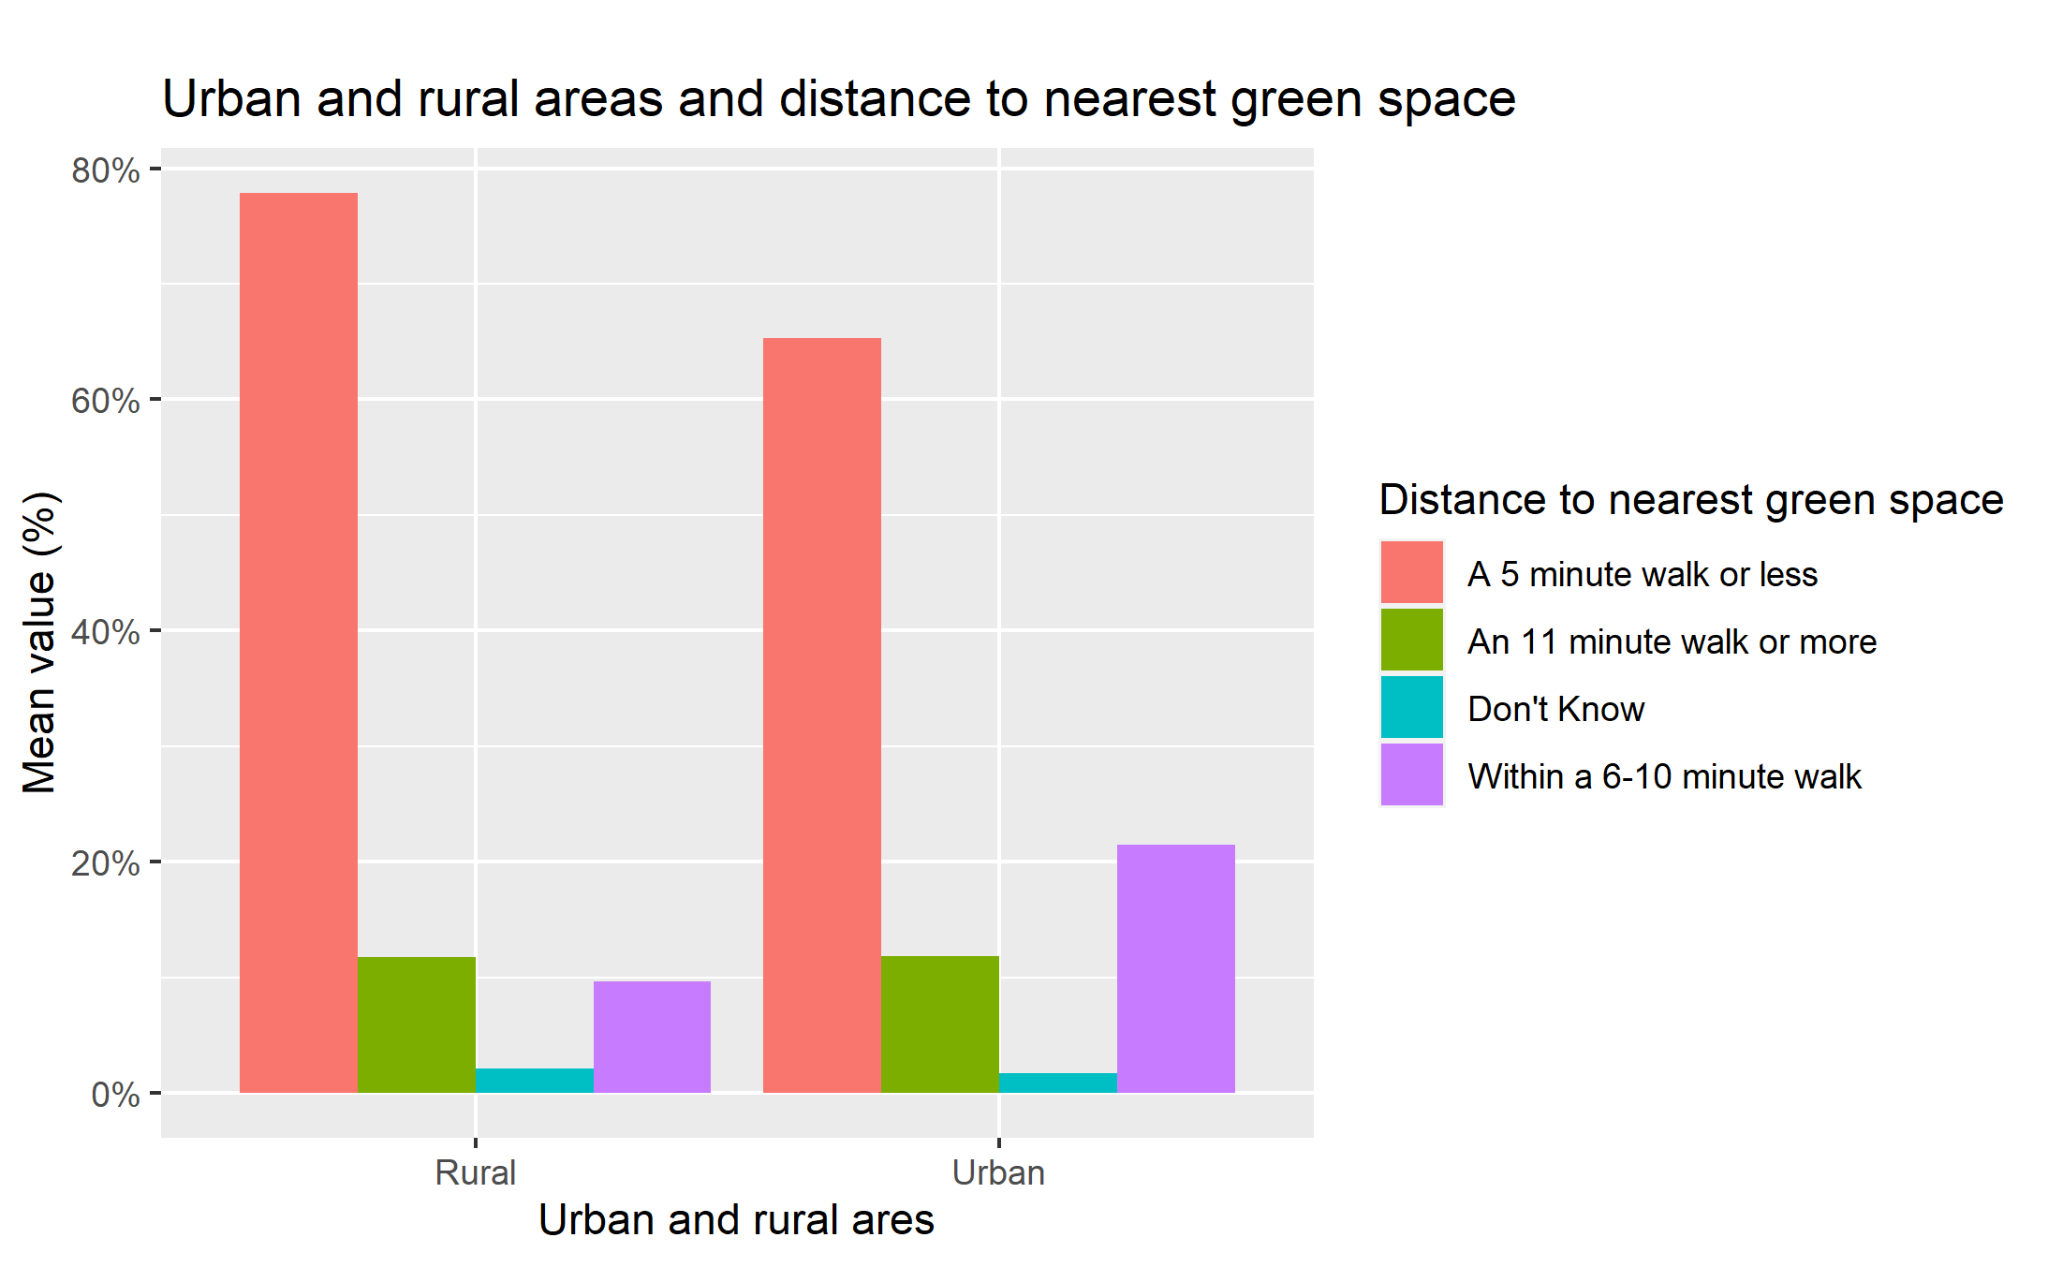 Urban and rural areas and distance to nearest green space
80%
60%
40%
20%
0%
Mean value (%)
Rural
Urban
Urban and rural ares
Distance to nearest green space
A 5 minute walk or less
An 11 minute walk or more
Don't Know
Within a 6-10 minute walk